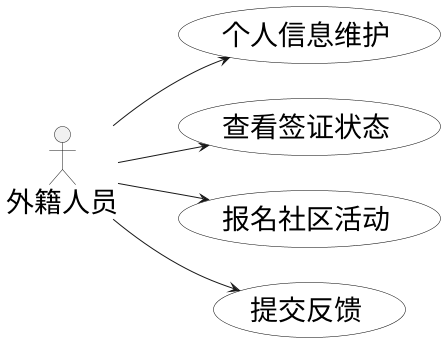 个人信息维护
查看签证状态
外籍人员
报名社区活动
提交反馈